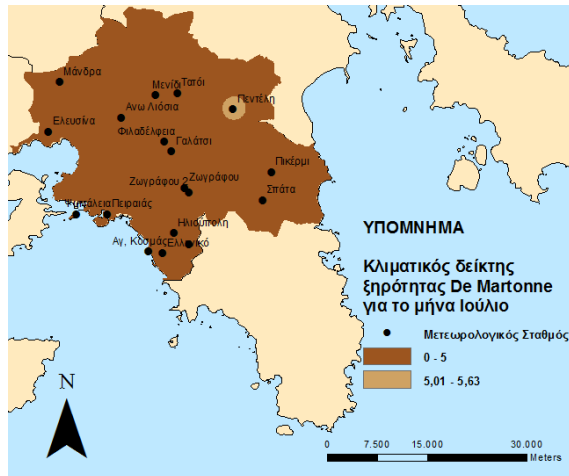 Μάνδρα
Μενίδι
Τατόι
Πεντέλη
Ανω Λιόσια
Ελευσίνα
Φιλαδέλφεια
Γαλάτσι
Πικέρμι
Ζωγράφου 2
Ζωγράφου
Σπάτα
Ψυττάλεια
Πειραιάς
Ηλιούπολη
Αγ. Κοσμάς
Ελληνικό
ΥΠΟΜΝΗΜΑ
Κλιματικός δείκτης
ξηρότητας De Martonne
για το μήνα Ιούλιο
Μετεωρολογικός Σταθμός
0 - 5
5,01 - 5,63
N
0 7.500 15.000 30.000
Meters